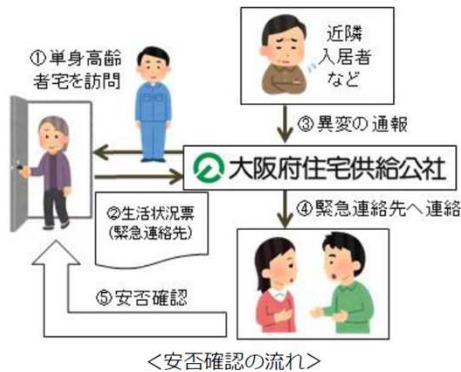 ①単身高齢
者宅を訪問
近隣
入居者
など
③異変の通報
大阪府住宅供給公社
②生活状況票
(緊急連絡先)
④緊急連絡先へ連絡
⑤安否確認
＜安否確認の流れ＞